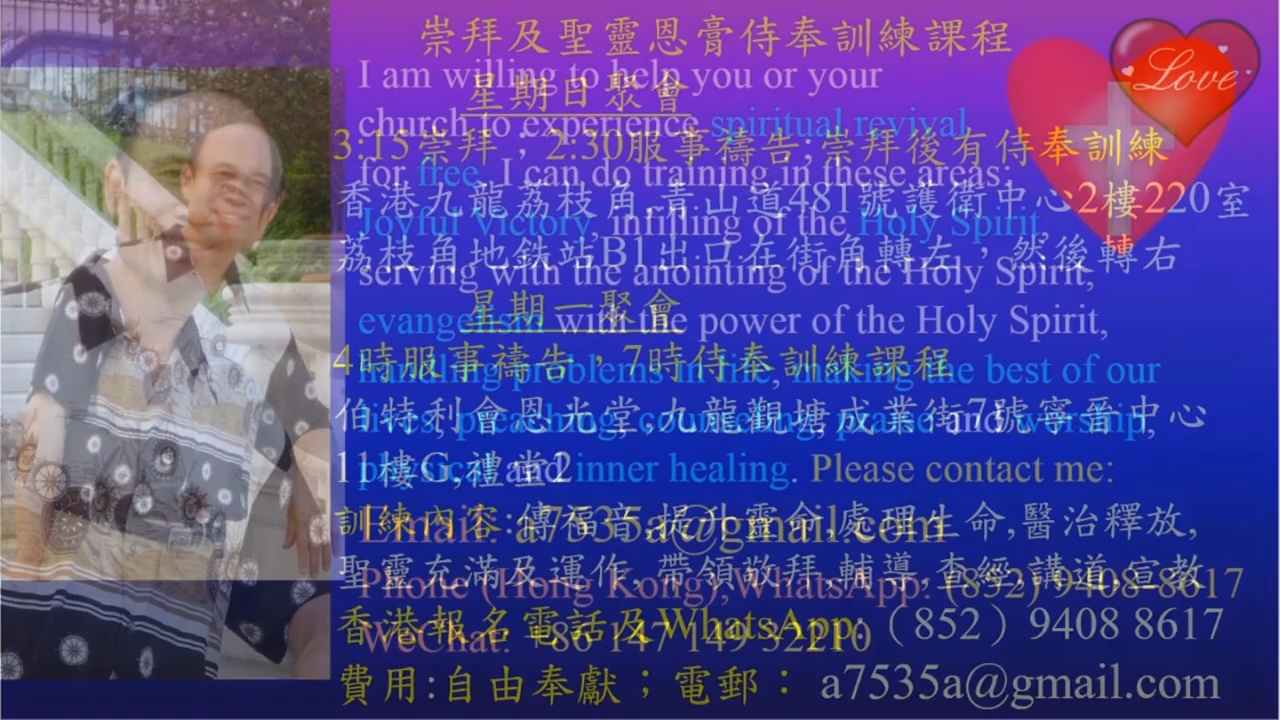 崇拜及聖靈恩膏侍奉訓練課程
Love
I am willing to help you or your
星期日聚會
church to experience spiritual revival
3:15崇拜，2:30服事禱告;崇拜後有侍奉訓練
for free. I can do training in these areas:
香港九龍荔枝角,青山道481號護衛中心2樓220室
Joyful Victory, infilling of the Holy Spirit,
荔枝角地鉄站B1出口在街角轉左，然後轉右
serving with the anointing of the Holy Spirit,
星期一聚會
evangelism with the power of the Holy Spirit,
4時服事禱告，7時侍奉訓練課程
handling problems in life, making the best of our
伯特利會恩光堂,九龍觀塘成業街7號寧晉中心
lives, preaching, counseling, praise and worship,
11樓G,禮堂2
physical and inner healing. Please contact me:
訓練內容:傳福音,提升靈命,處理生命,醫治釋放,
Email: a7535a@gmail.com
聖靈充滿及運作,帶領敬拜,輔導,查經,講道,宣教
Phone (Hong Kong),WhatsApp: (852) 9408-8617
香港報名電話及WhatsApp:（852）9408 8617
WeChat: +86 147 149 32210
費用:自由奉獻；電郵：a7535a@gmail.com